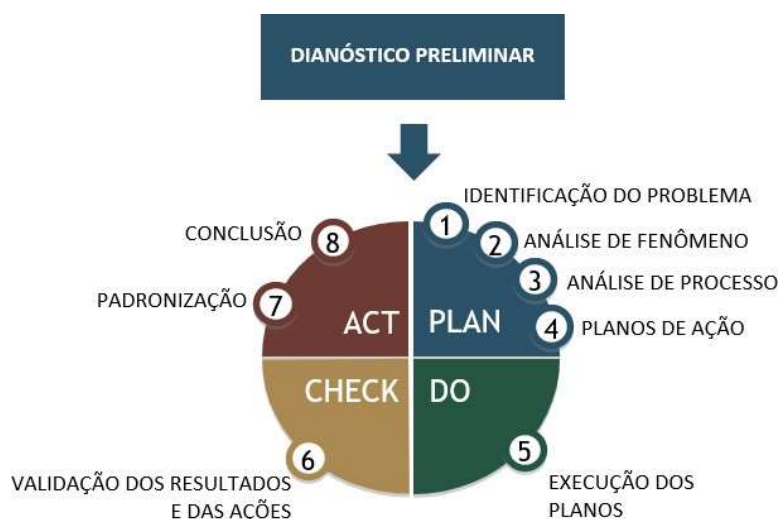 DIANÓSTICO PRELIMINAR
1
IDENTIFICAÇÃO DO PROBLEMA
2
ANÁLISE DE FENÔMENO
3
ANÁLISE DE PROCESSO
4
PLANOS DE AÇÃO
PLAN
DO
5
EXECUÇÃO DOS
PLANOS
CHECK
6
VALIDAÇÃO DOS RESULTADOS
E DAS AÇÕES
ACT
7
PADRONIZAÇÃO
8
CONCLUSÃO